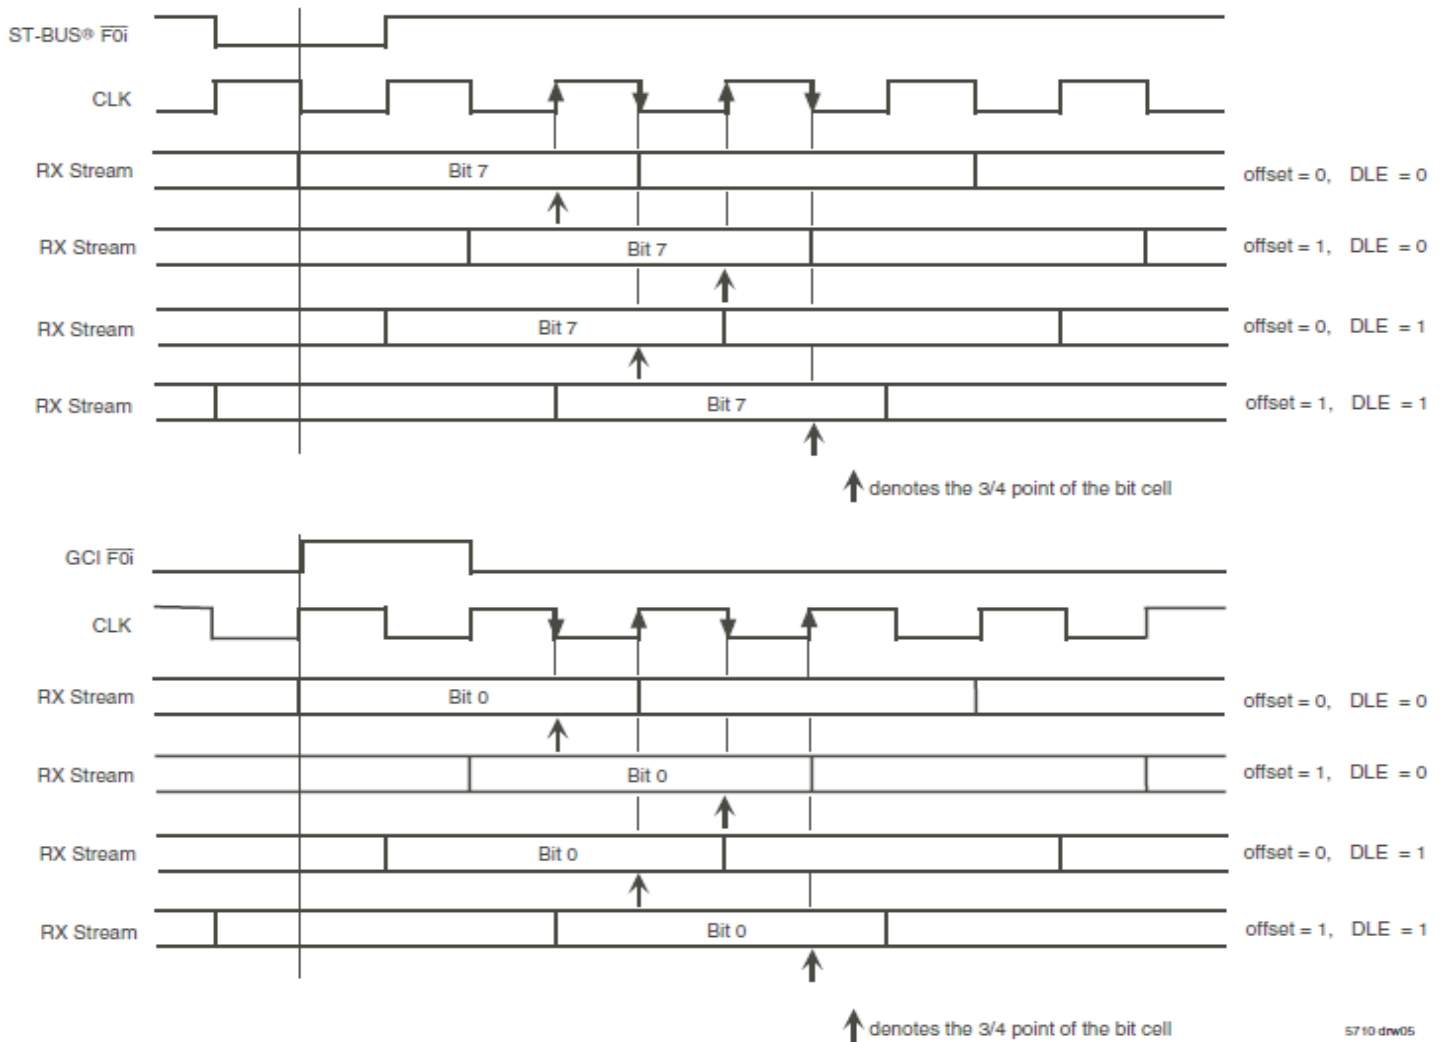 ST-BUS® F0i
CLK
RX Stream Bit 7 offset = 0, DLE = 0
RX Stream Bit 7 offset = 1, DLE = 0
RX Stream Bit 7 offset = 0, DLE = 1
RX Stream Bit 7 offset = 1, DLE = 1
denotes the 3/4 point of the bit cell
GCI F0i
CLK
RX Stream Bit 0 offset = 0, DLE = 0
RX Stream Bit 0 offset = 1, DLE = 0
RX Stream Bit 0 offset = 0, DLE = 1
RX Stream Bit 0 offset = 1, DLE = 1
denotes the 3/4 point of the bit cell
5710 drw05